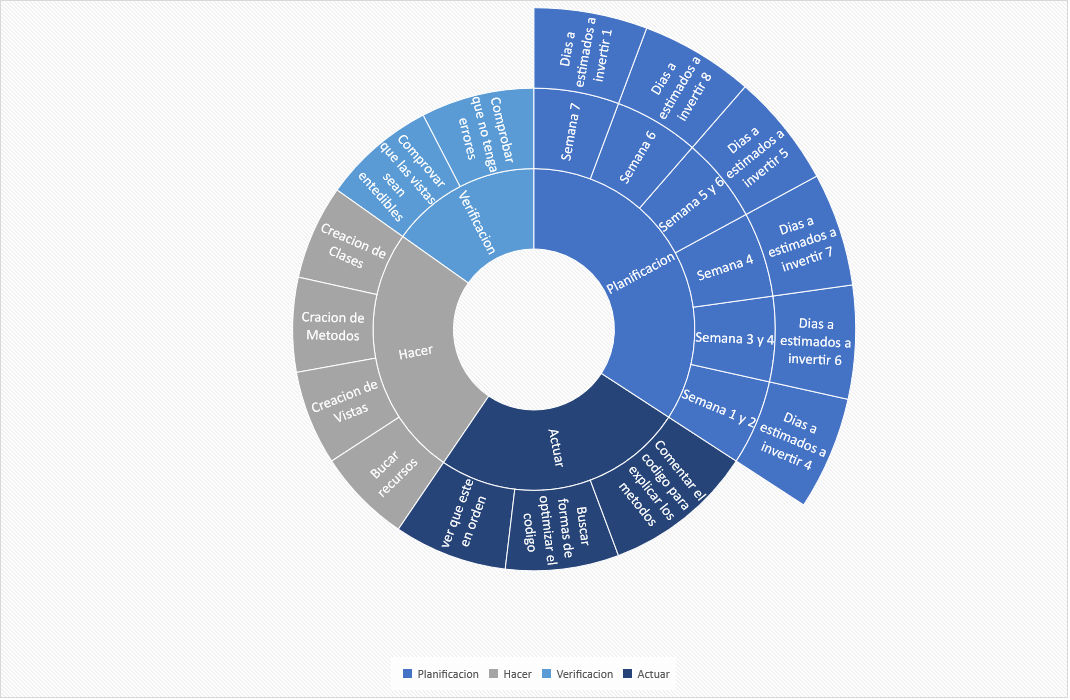 Dias a
estimados a
invertir 1
Dias a
estimados a
invertir 8
Dias a
estimados a
invertir 5
Dias a
estimados a
invertir 7
Dias a
estimados a
invertir 6
Dias a
estimados a
invertir 4
Semana 7
Semana 6
Semana 5 y 6
Semana 4
Semana 3 y 4
Semana 1 y 2
Planificacion
Actuar
Comentar el
codigo para
explicar los
metodos
Buscar
formas de
optimizar el
codigo
ver que este
en orden
Hacer
Bucar
recursos
Creacion de
Vistas
Cracion de
Metodos
Creacion de
Clases
Verificacion
Comprovar
que las vistas
sean
entedibles
Comprobar
que no tenga
errores
Planificacion
Hacer
Verificacion
Actuar